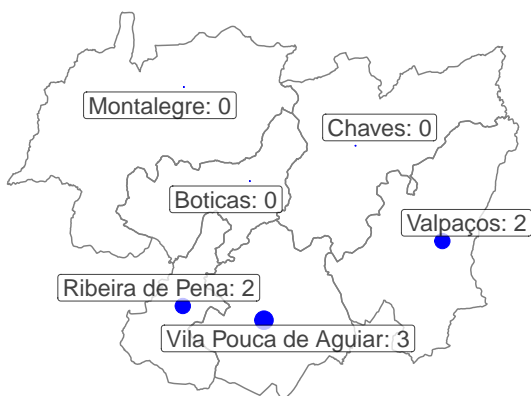 Montalegre: 0
Chaves: 0
Boticas: 0
Valpaços: 2
Ribeira de Pena: 2
Vila Pouca de Aguiar: 3